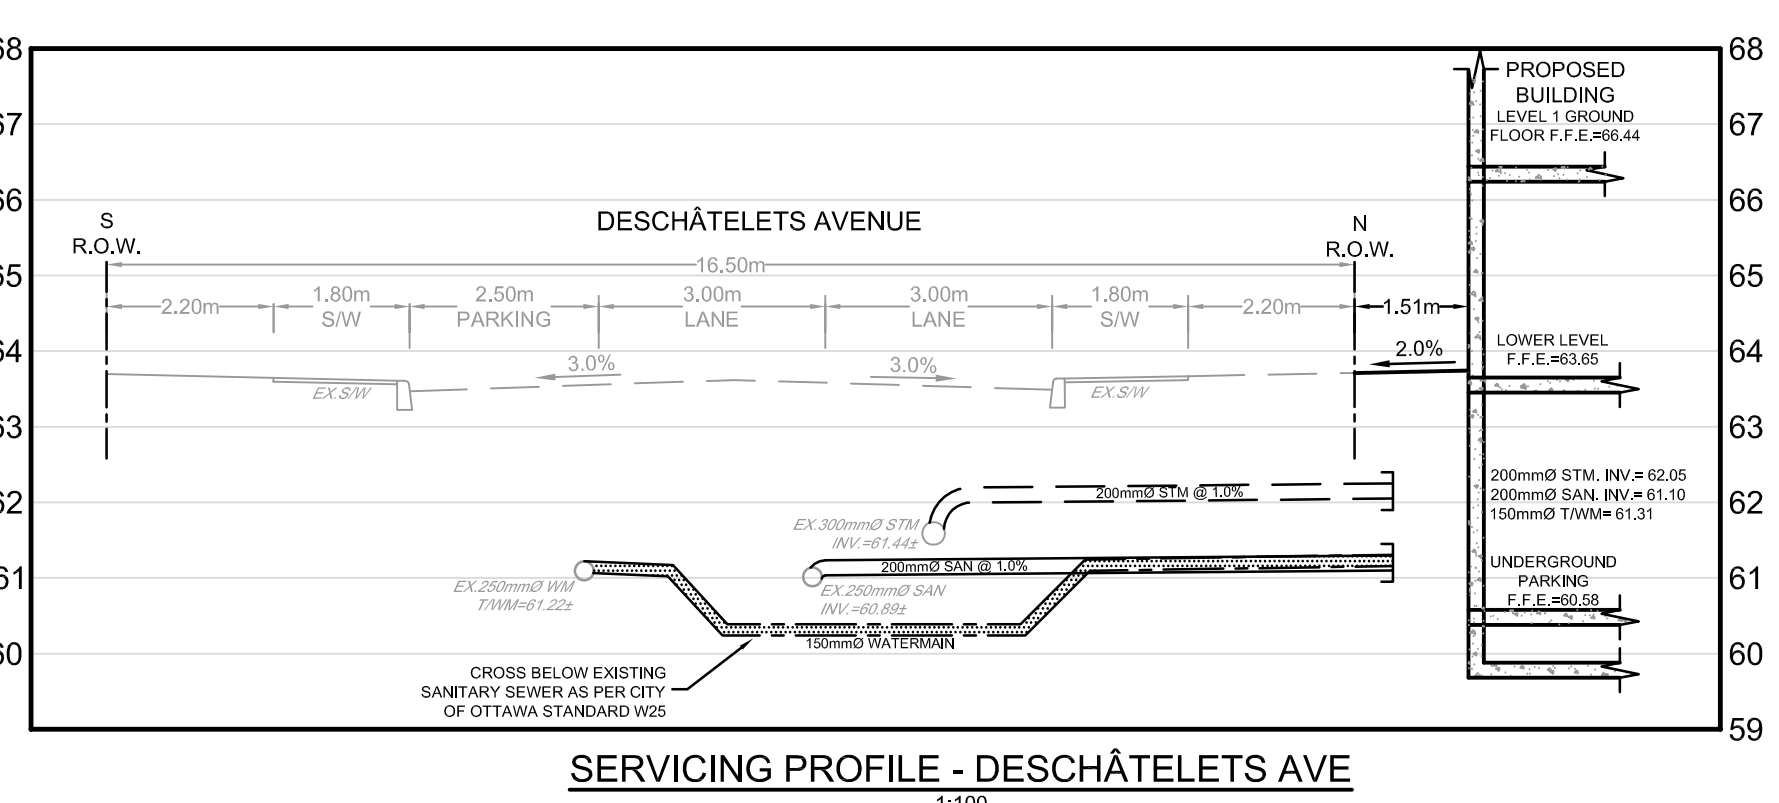 68
68
67
67
66
66
65
65
64
64
63
63
62
62
61
61
60
60
59
PROPOSED
BUILDING
LEVEL 1 GROUND
FLOOR F.F.E.=66.44
S
R.O.W.
DESCHÂTELETS AVENUE
N
R.O.W.
16.50m
2.20m
1.80m
S/W
2.50m
PARKING
3.00m
LANE
3.00m
LANE
1.80m
S/W
2.20m
1.51m
3.0%
3.0%
2.0%
EX.S/W
EX.S/W
LOWER LEVEL
F.F.E.=63.65
200mmØ STM @ 1.0%
EX.300mmØ STM
INV.=61.44±
200mmØ STM. INV.= 62.05
200mmØ SAN. INV.= 61.10
150mmØ T/WM= 61.31
200mmØ SAN @ 1.0%
EX.250mmØ WM
T/WM=61.22±
EX.250mmØ SAN
INV.=60.89±
UNDERGROUND
PARKING
F.F.E.=60.58
150mmØ WATERMAIN
CROSS BELOW EXISTING
SANITARY SEWER AS PER CITY
OF OTTAWA STANDARD W25
SERVICING PROFILE - DESCHÂTELETS AVE
1:100